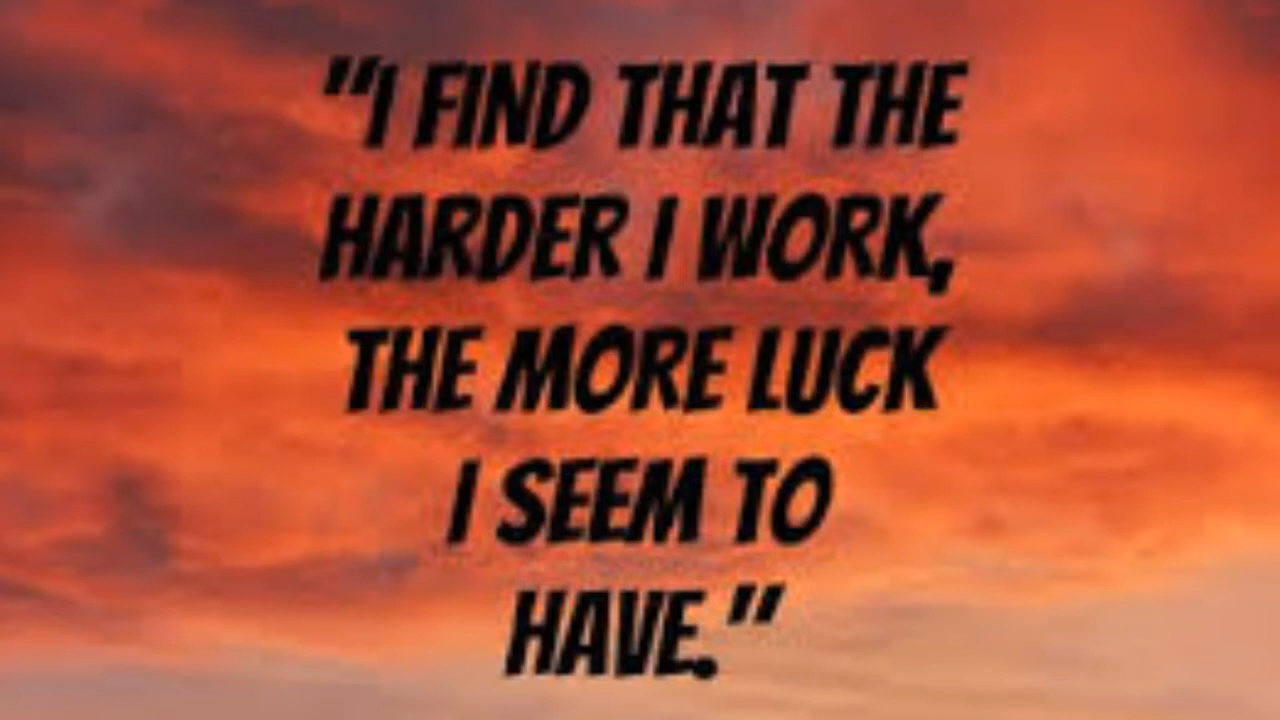 "I FIND THAT THE
HARDER I WORK,
THE MORE LUCK
I SEEM TO
HAVE."